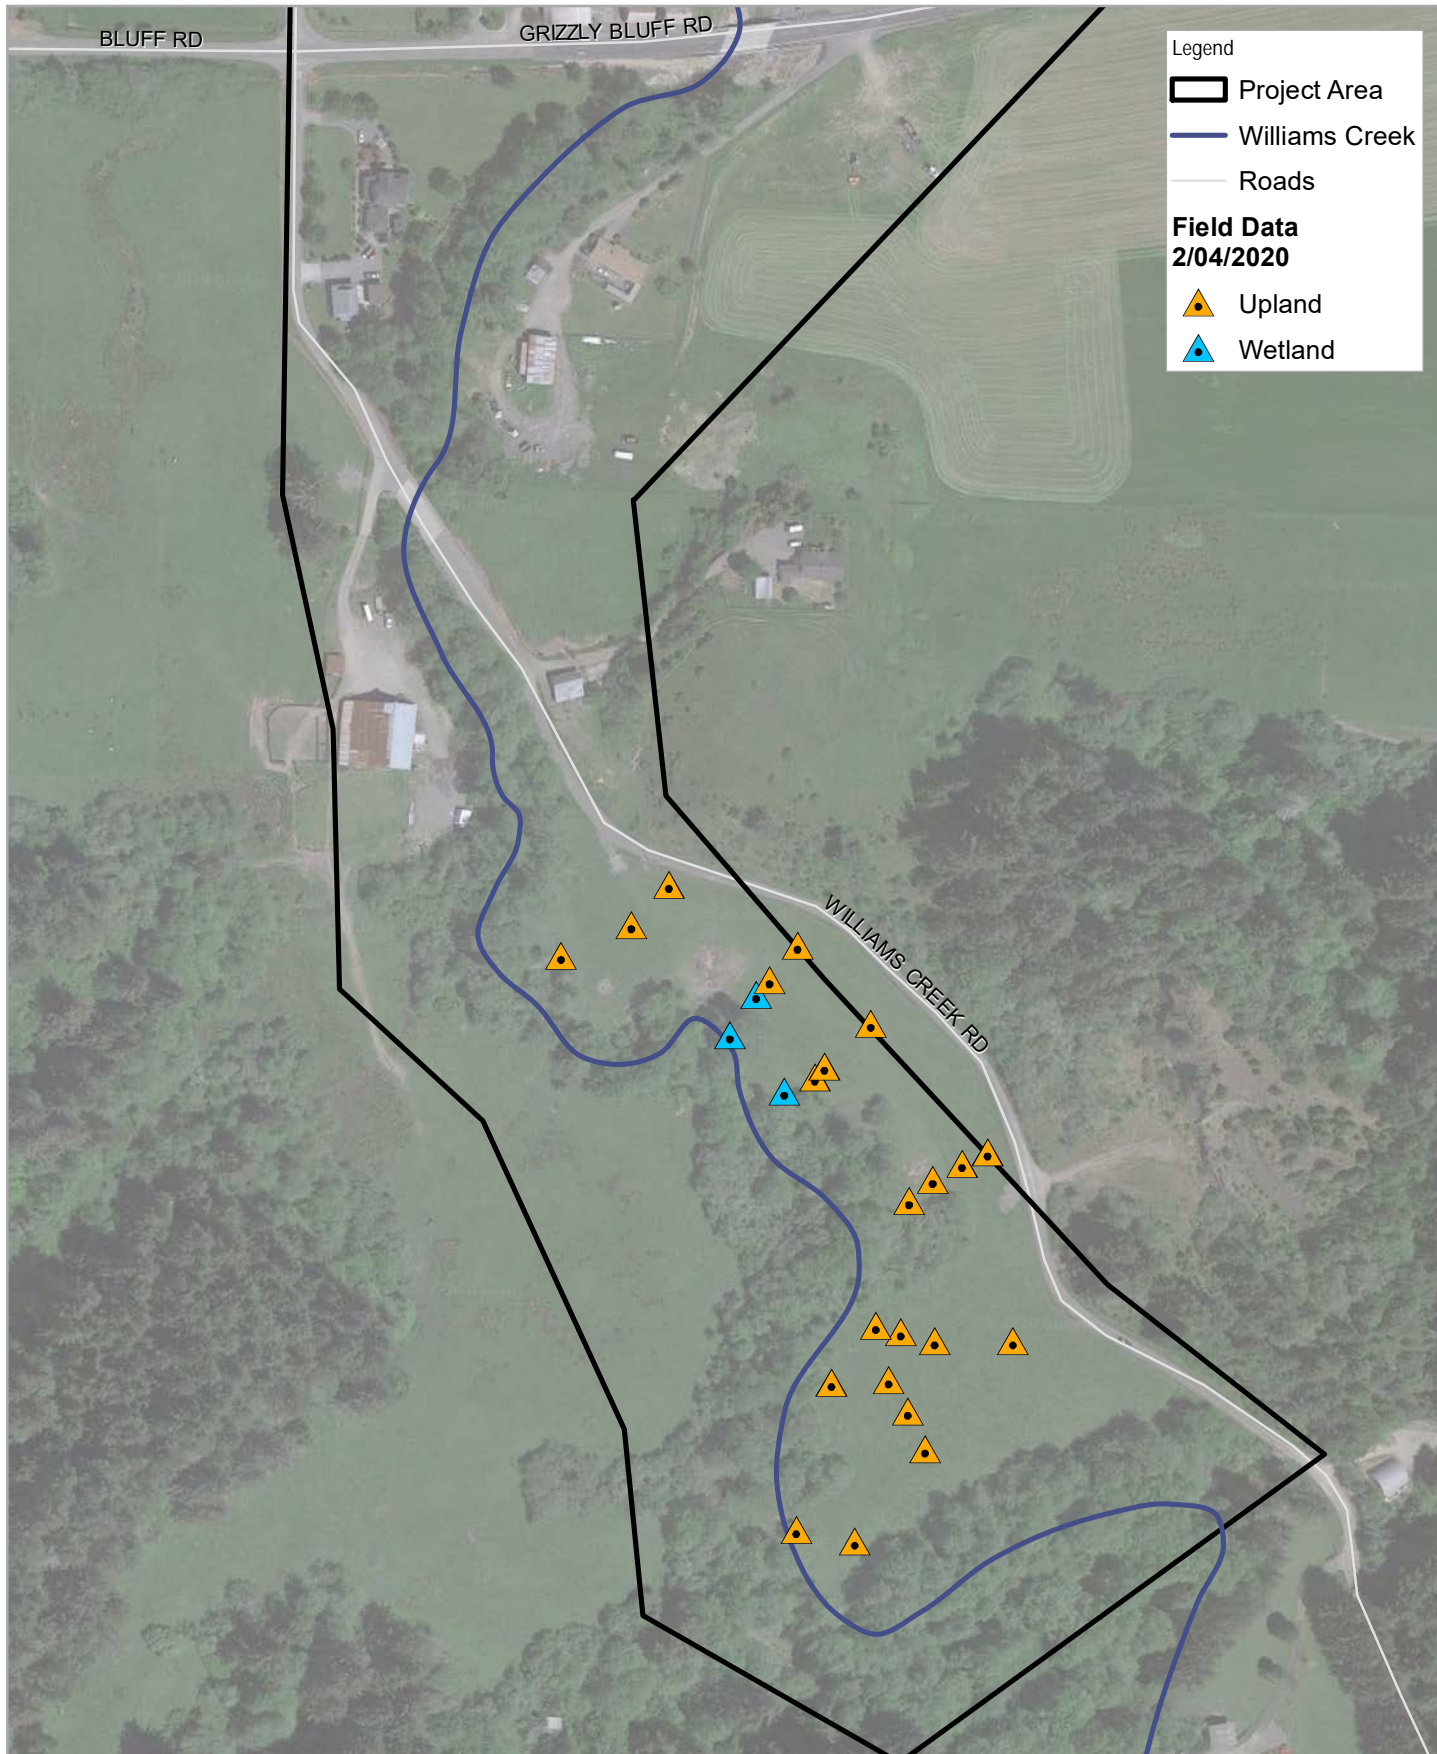 BLUFF RD
GRIZZLY BLUFF RD
Legend
Project Area
Williams Creek
Roads
Field Data
2/04/2020
Upland
Wetland
WILLIAMS CREEK RD